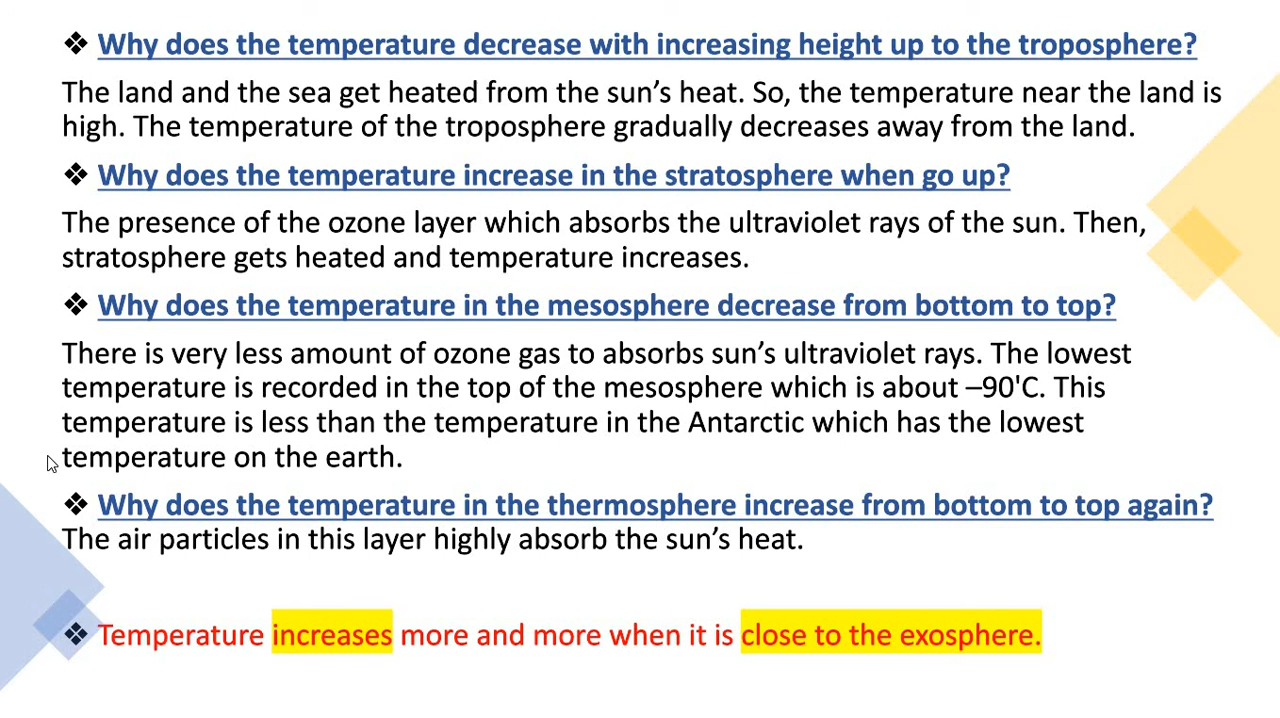 ❖ Why does the temperature decrease with increasing height up to the troposphere?
The land and the sea get heated from the sun’s heat. So, the temperature near the land is
high. The temperature of the troposphere gradually decreases away from the land.
❖ Why does the temperature increase in the stratosphere when go up?
The presence of the ozone layer which absorbs the ultraviolet rays of the sun. Then,
stratosphere gets heated and temperature increases.
❖ Why does the temperature in the mesosphere decrease from bottom to top?
There is very less amount of ozone gas to absorbs sun’s ultraviolet rays. The lowest
temperature is recorded in the top of the mesosphere which is about –90'C. This
temperature is less than the temperature in the Antarctic which has the lowest
temperature on the earth.
❖ Why does the temperature in the thermosphere increase from bottom to top again?
The air particles in this layer highly absorb the sun’s heat.
❖ Temperature increases more and more when it is close to the exosphere.